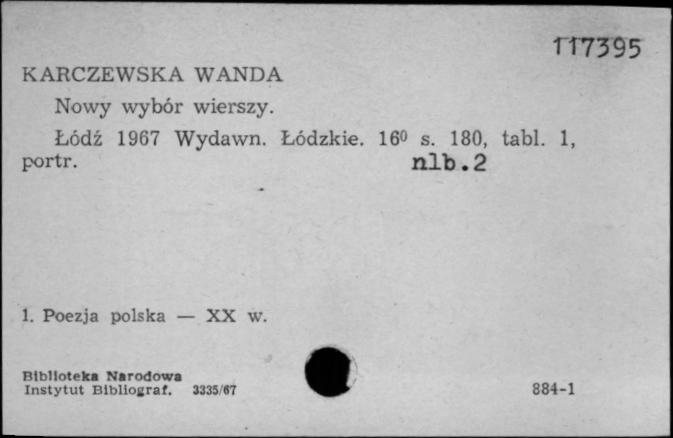 117395
KARCZEWSKA WANDA
Nowy wybór wierszy.
Łódź 1967 Wydawn. Łódzkie. 16⁰ s. 180, tabl. 1,
portr. nlb.2
1. Poezja polska — XX w.
Biblioteka Narodowa
Instytut Bibliograf. 3335/67 884-1